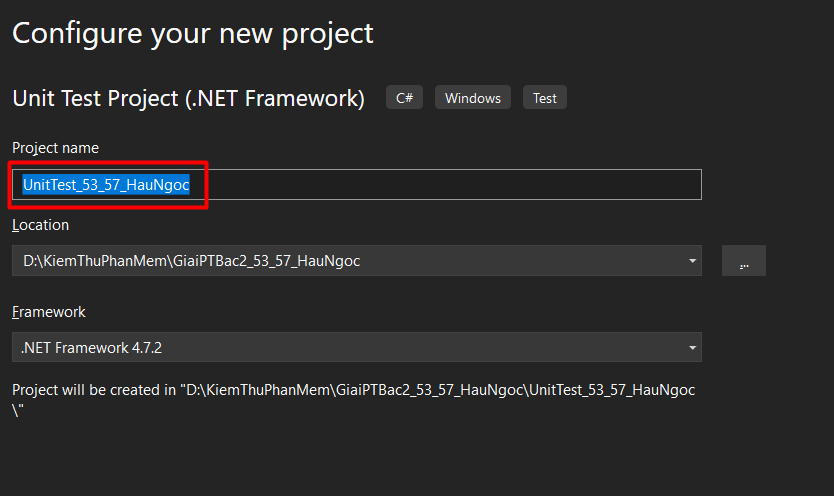 Configure your new project
Unit Test Project (.NET Framework) C# Windows Test
Project name
UnitTest_53_57_HauNgoc
Location
D:\KiemThuPhanMem\GiaiPTBac2_53_57_HauNgoc
...
Framework
.NET Framework 4.7.2
Project will be created in "D:\KiemThuPhanMem\GiaiPTBac2_53_57_HauNgoc\UnitTest_53_57_HauNgoc
\"